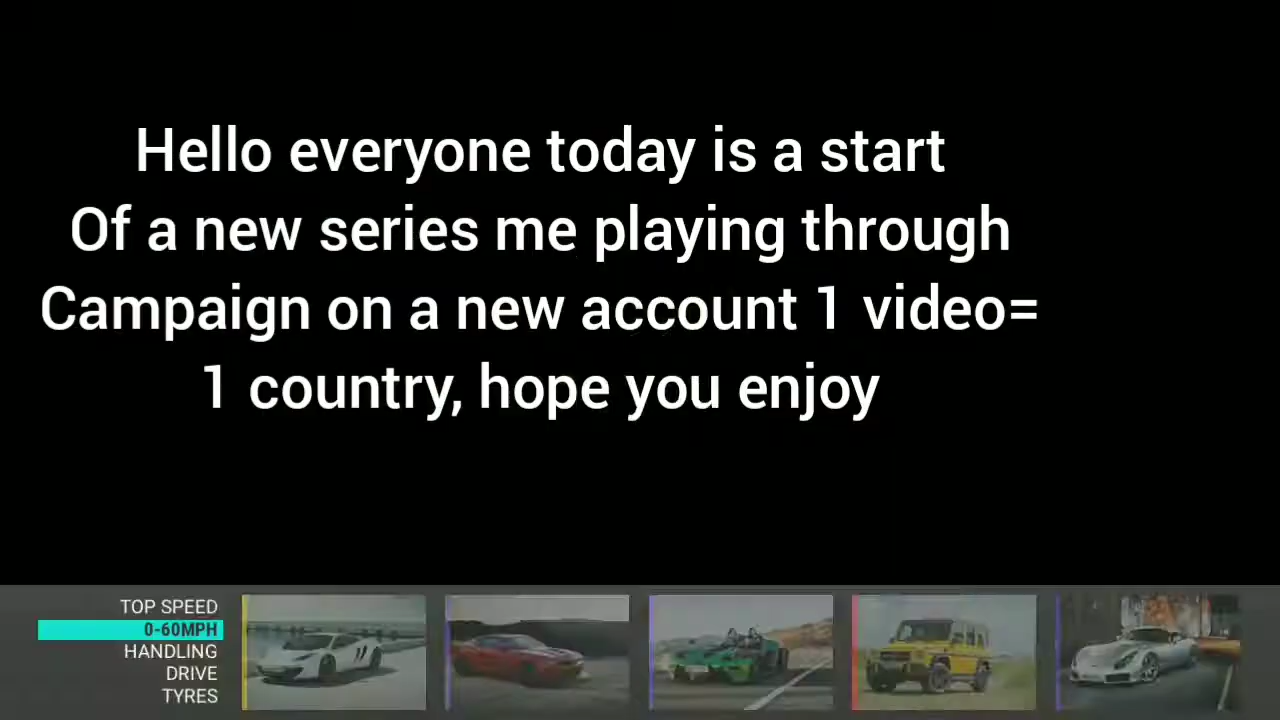 Hello everyone today is a start
Of a new series me playing through
Campaign on a new account 1 video=
1 country, hope you enjoy
TOP SPEED
0-60MPH
HANDLING
DRIVE
TYRES